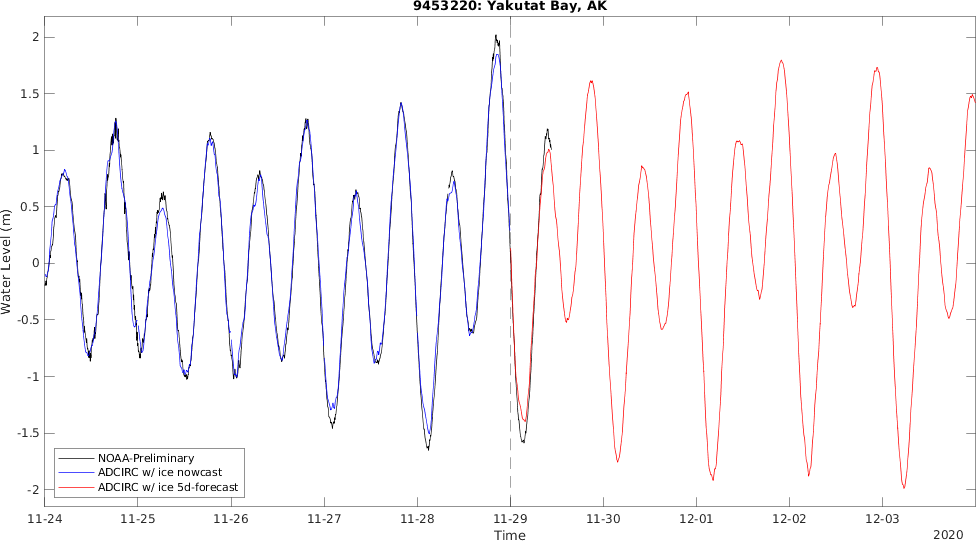 9453220: Yakutat Bay, AK
Water Level (m)
2
1.5
1
0.5
0
-0.5
-1
-1.5
-2
NOAA-Preliminary
ADCIRC w/ ice nowcast
ADCIRC w/ ice 5d-forecast
11-24 11-25 11-26 11-27 11-28 11-29 11-30 12-01 12-02 12-03
Time
2020